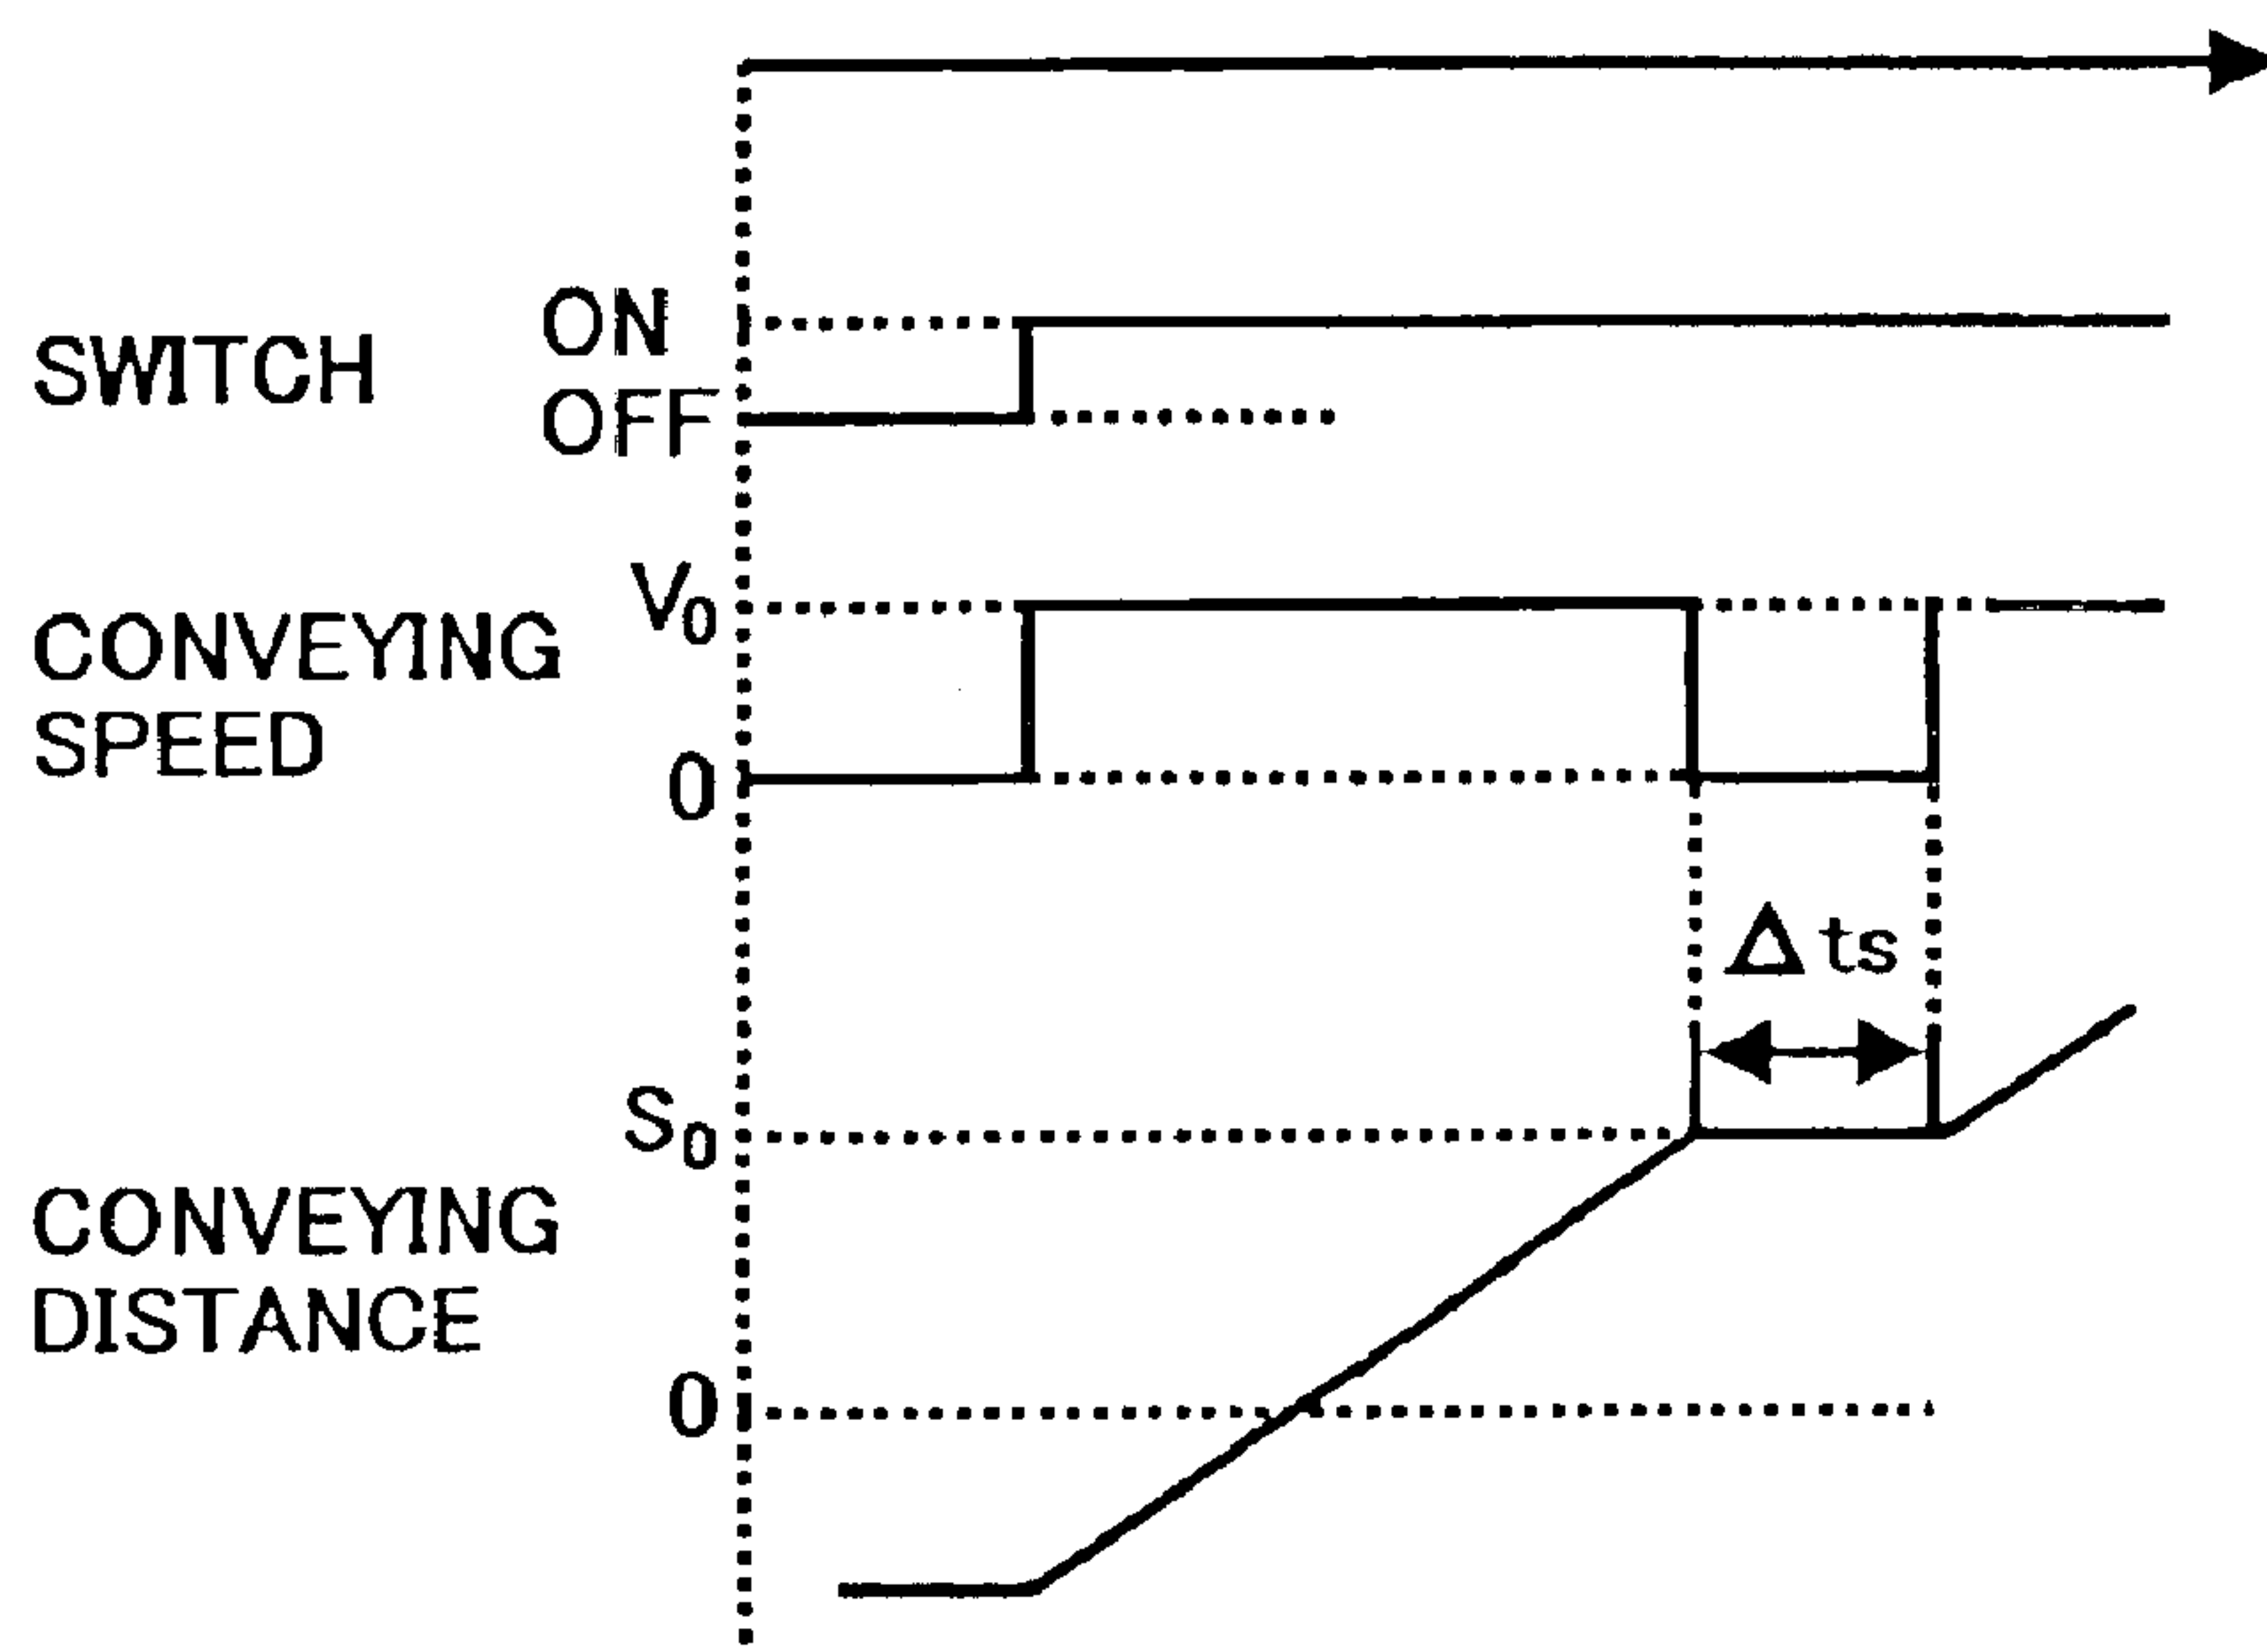 SWITCH
ON
OFF
CONVEYING
SPEED
V₀
0
Δts
CONVEYING
DISTANCE
S₀
0